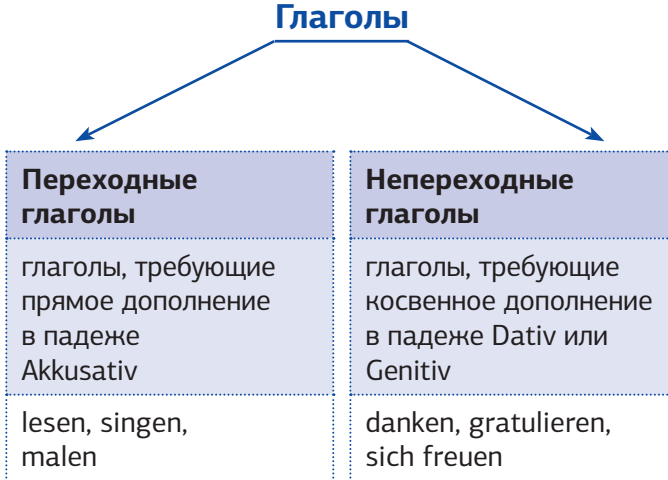 Глаголы
Переходные
глаголы
глаголы, требующие
прямое дополнение
в падеже
Akkusativ
lesen, singen,
malen
Непереходные
глаголы
глаголы, требующие
косвенное дополнение
в падеже Dativ или
Genitiv
danken, gratulieren,
sich freuen